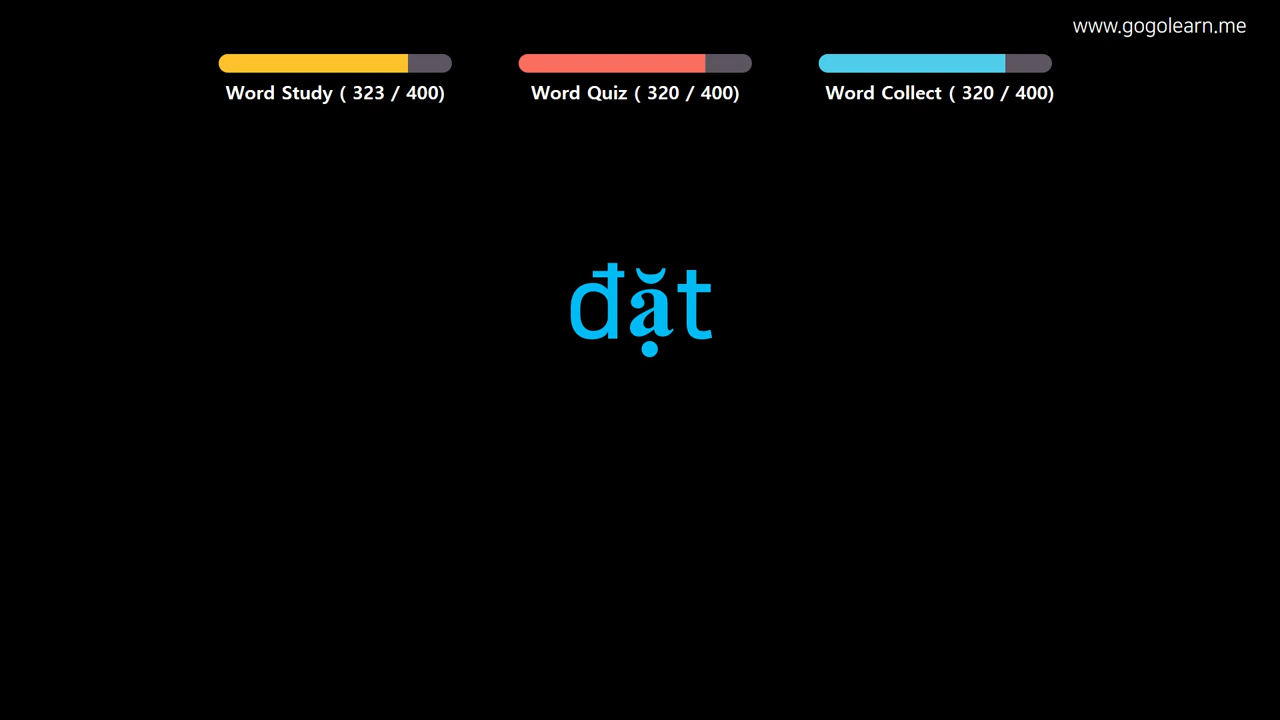 www.gogolearn.me
Word Study ( 323 / 400)
Word Quiz ( 320 / 400)
Word Collect ( 320 / 400)
đặt